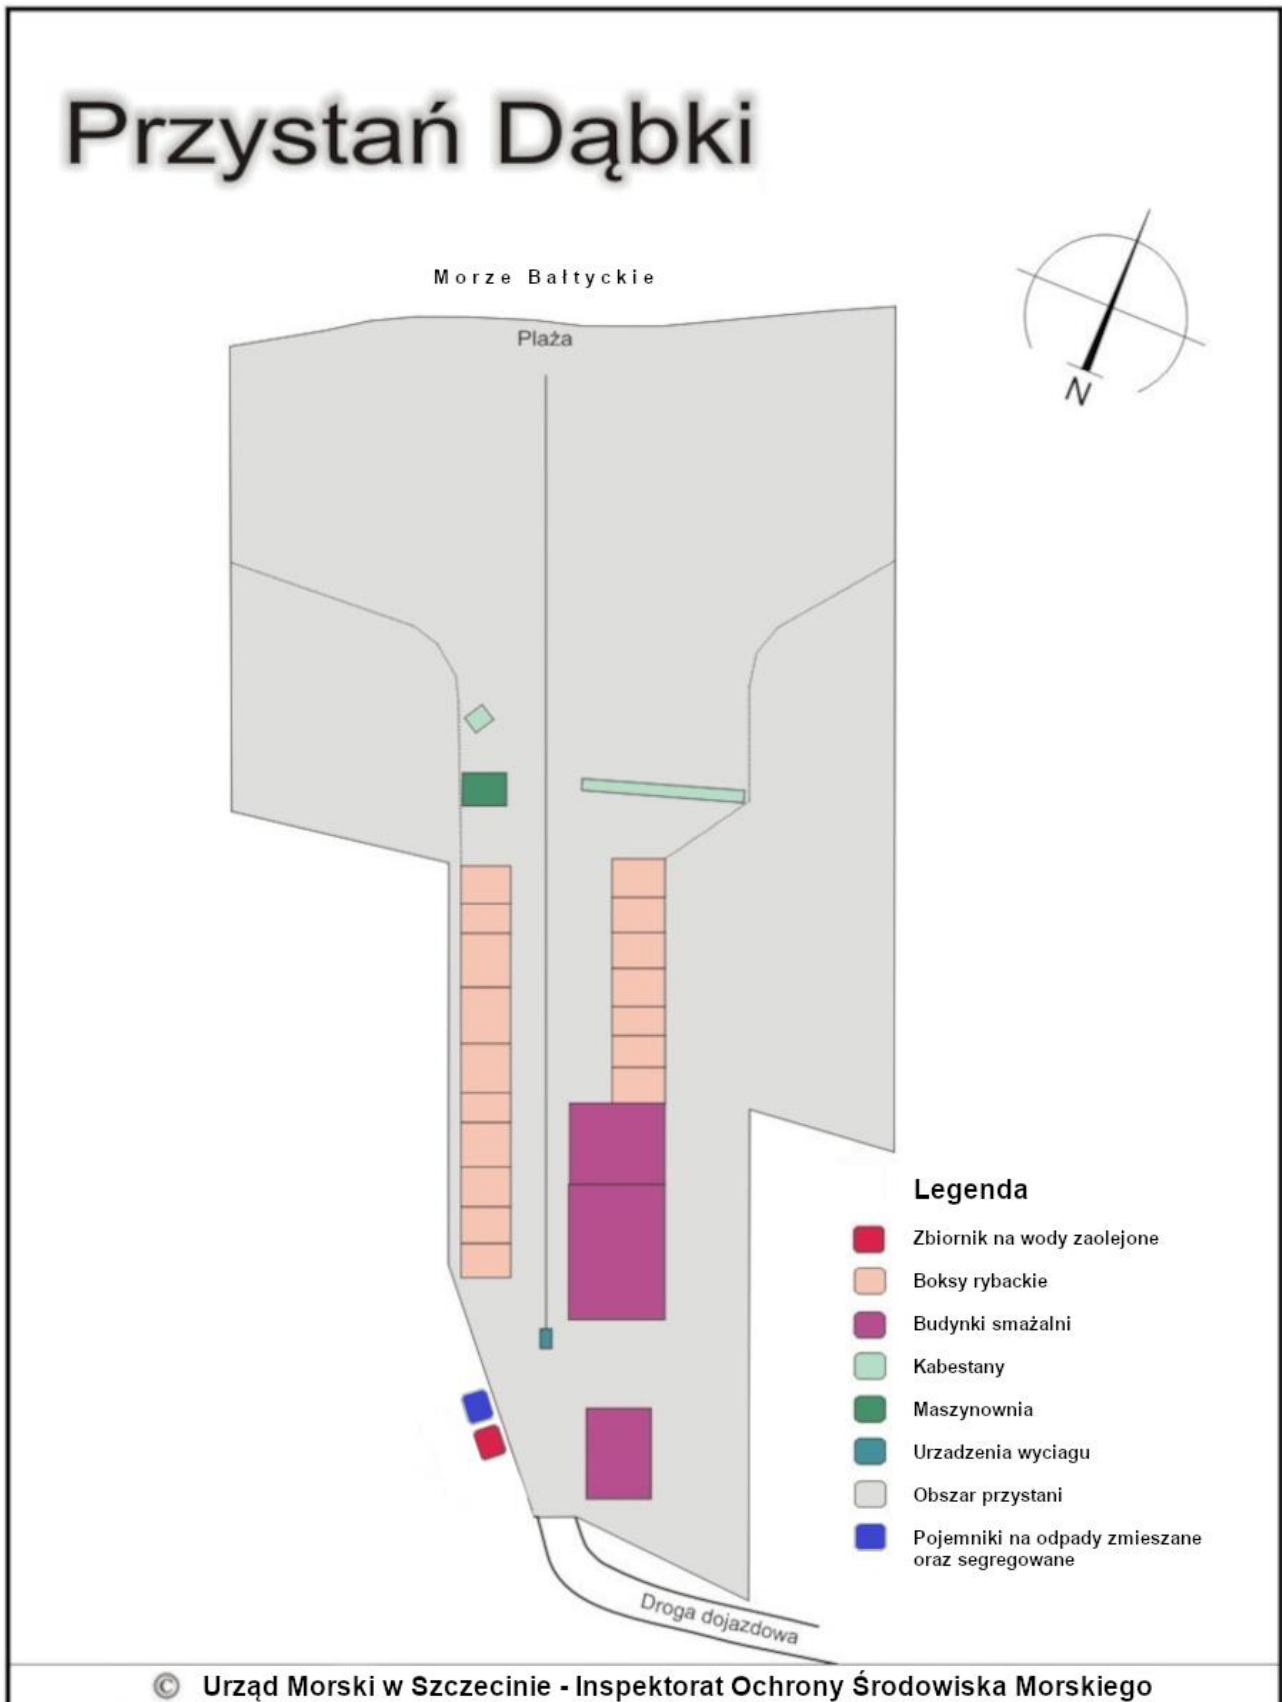 Przystań Dąbki
Morze Bałtyckie
Plaża
N
Legenda
Zbiornik na wody zaolejone
Boksy rybackie
Budynki smażalni
Kabestany
Maszynownia
Urzadzenia wyciagu
Obszar przystani
Pojemniki na odpady zmieszane
oraz segregowane
Droga dojazdowa
© Urząd Morski w Szczecinie - Inspektorat Ochrony Środowiska Morskiego